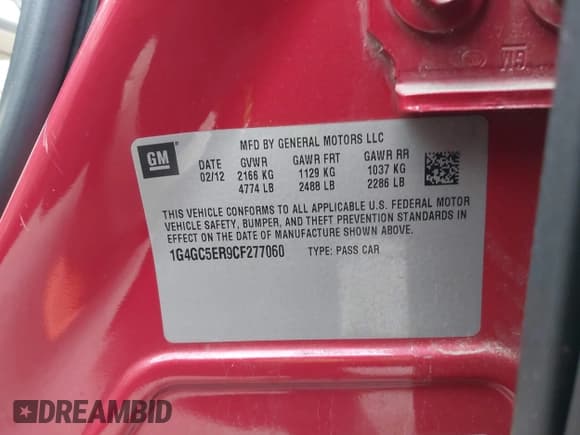 GM
MFD BY GENERAL MOTORS LLC
DATE GVWR GAWR FRT GAWR RR
02/12 2166 KG 1129 KG 1037 KG
4774 LB 2488 LB 2286 LB
THIS VEHICLE CONFORMS TO ALL APPLICABLE U.S. FEDERAL MOTOR
VEHICLE SAFETY, BUMPER, AND THEFT PREVENTION STANDARDS IN
EFFECT ON THE DATE OF MANUFACTURE SHOWN ABOVE.
1G4GC5ER9CF277060 TYPE: PASS CAR
DREAMBID